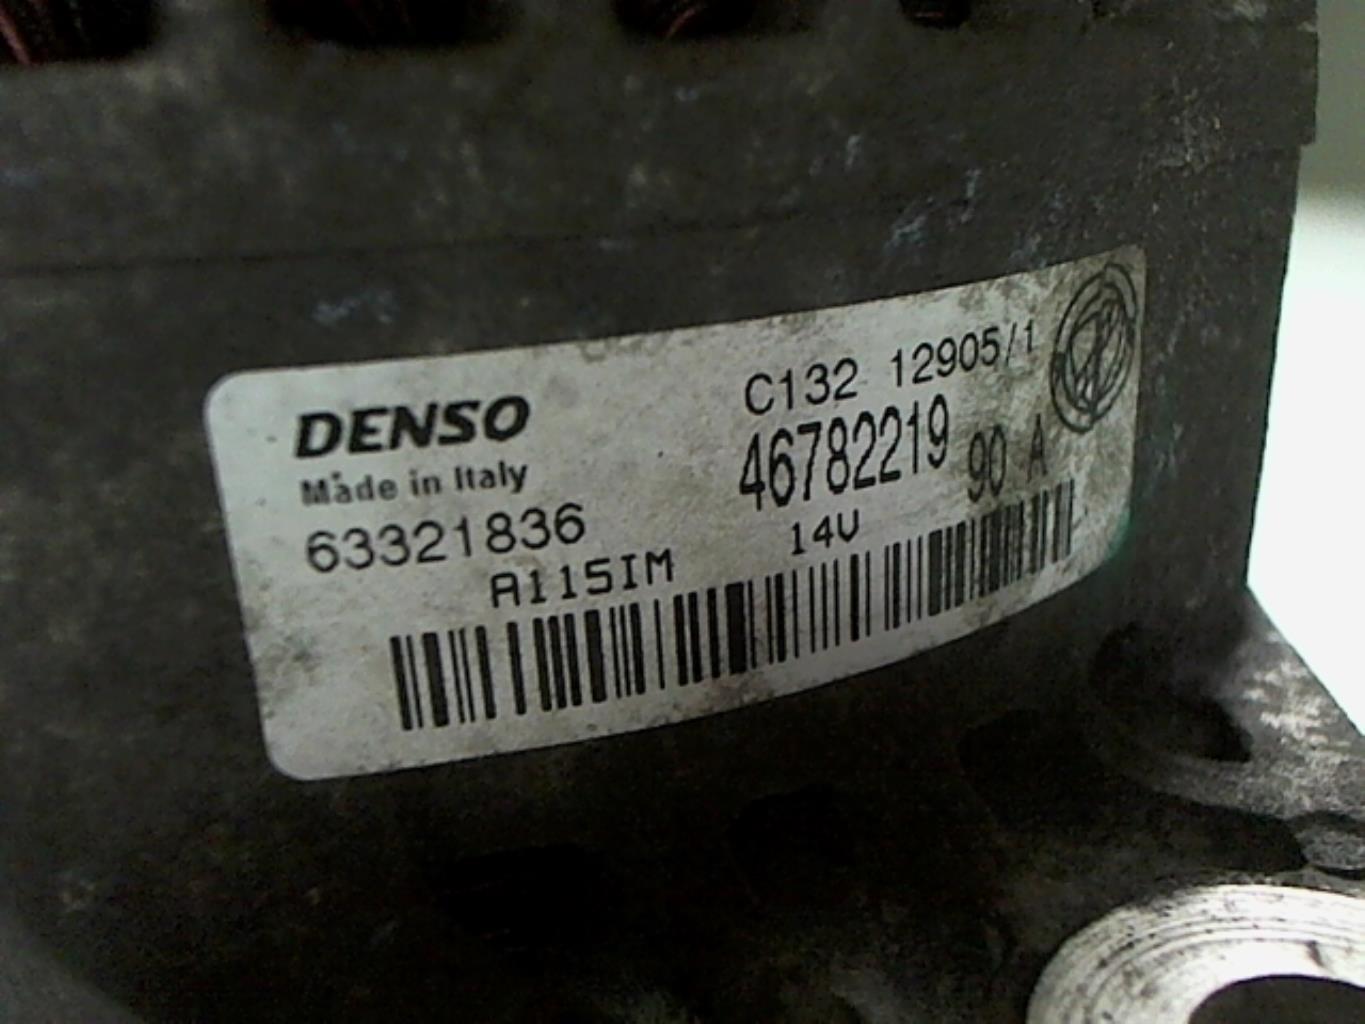 DENSO
Made in Italy
63321836
A115IM
C132 12905/1
46782219
90 A
14V